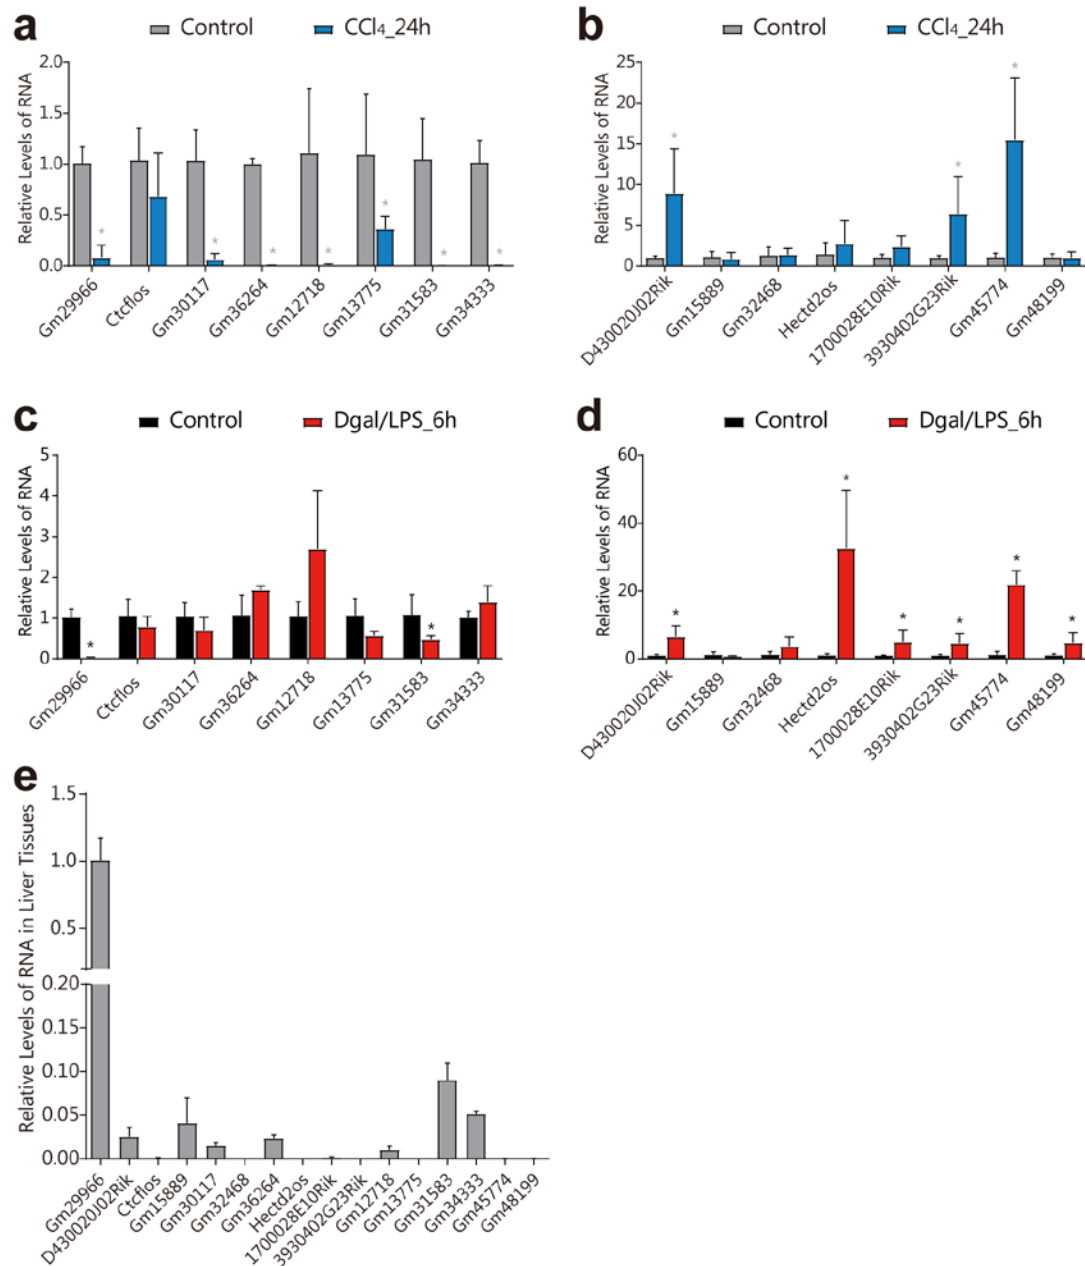 a
Control CCl4_24h
Relative Levels of RNA
2.0
1.5
1.0
0.5
0.0
* * * * * * *
Gm29966 Ctcflos Gm30117 Gm36264 Gm12718 Gm13775 Gm31583 Gm34333
b
Control CCl4_24h
Relative Levels of RNA
25
20
15
10
5
0
* * *
D430020J02Rik Gm15889 Gm32468 Hectd2os 1700028E10Rik 3930402G23Rik Gm45774 Gm48199
c
Control Dgal/LPS_6h
Relative Levels of RNA
5
4
3
2
1
0
* *
Gm29966 Ctcflos Gm30117 Gm36264 Gm12718 Gm13775 Gm31583 Gm34333
d
Control Dgal/LPS_6h
Relative Levels of RNA
60
40
20
0
* * * * * *
D430020J02Rik Gm15889 Gm32468 Hectd2os 1700028E10Rik 3930402G23Rik Gm45774 Gm48199
e
Relative Levels of RNA in Liver Tissues
1.5
1.0
0.5
0.20
0.15
0.10
0.05
0.00
Gm29966 D430020J02Rik Ctcflos Gm15889 Gm30117 Gm32468 Gm36264 Hectd2os 1700028E10Rik 3930402G23Rik Gm12718 Gm13775 Gm31583 Gm34333 Gm45774 Gm48199